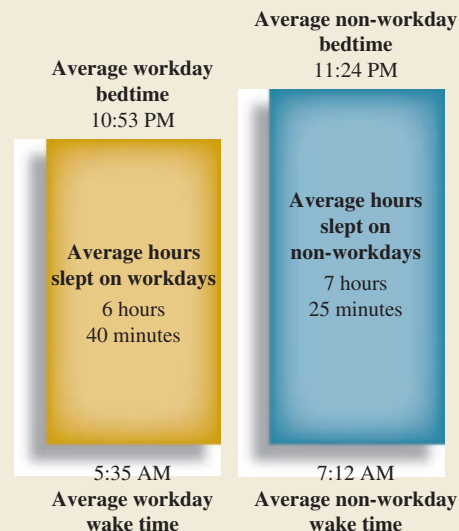 Average workday
bedtime
10:53 PM
Average hours
slept on workdays
6 hours
40 minutes
5:35 AM
Average workday
wake time
Average non-workday
bedtime
11:24 PM
Average hours
slept on
non-workdays
7 hours
25 minutes
7:12 AM
Average non-workday
wake time